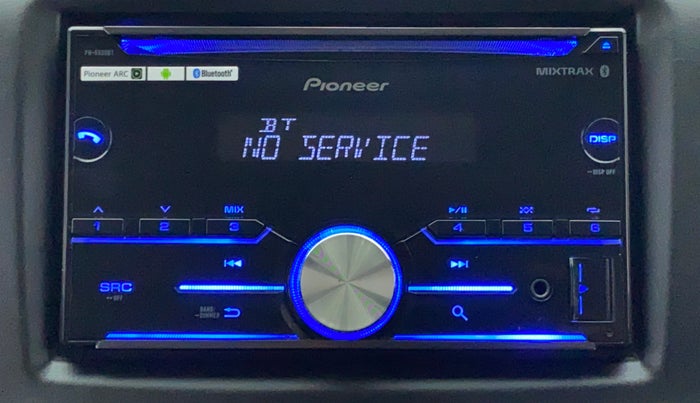 Pioneer ARC
Bluetooth
Pioneer
MIXTRAX
BT
NO SERVICE
DISP
DISP OFF
MIX
1
2
3
4
5
6
SRC
OFF
BAND
DIMMER